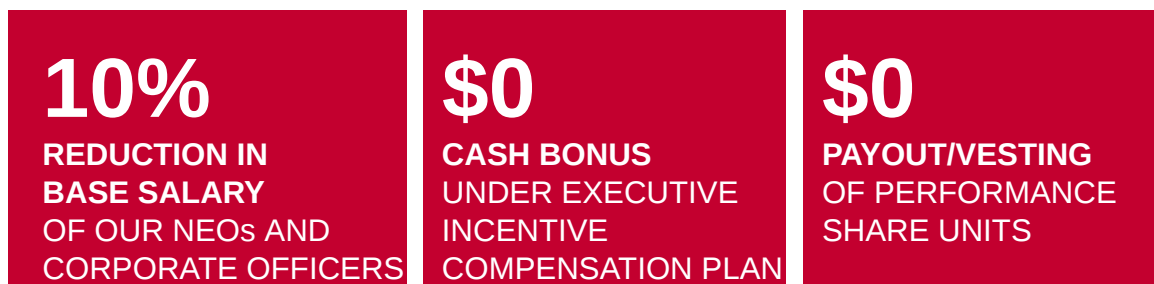 10%
REDUCTION IN
BASE SALARY
OF OUR NEOs AND
CORPORATE OFFICERS
$0
CASH BONUS
UNDER EXECUTIVE
INCENTIVE
COMPENSATION PLAN
$0
PAYOUT/VESTING
OF PERFORMANCE
SHARE UNITS